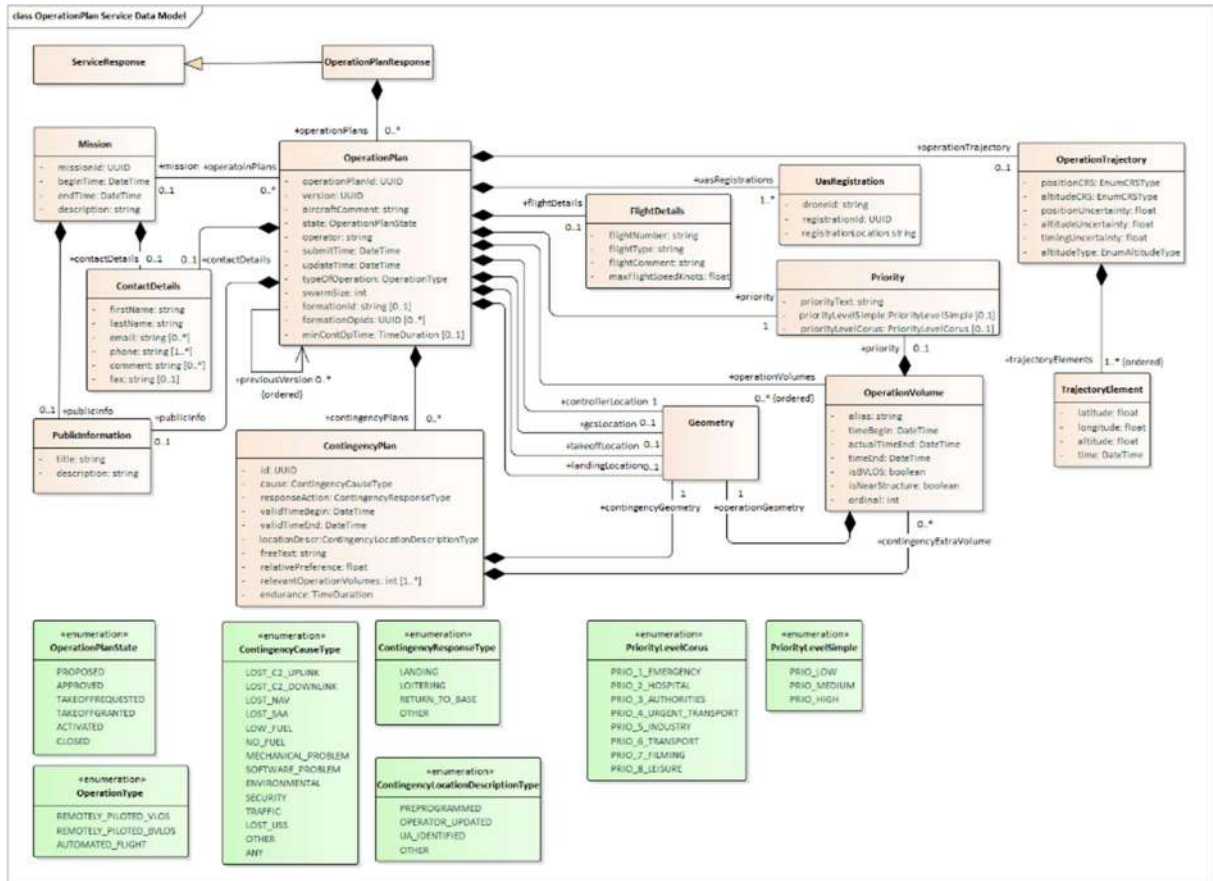 class OperationPlan Service Data Model
ServiceResponse
OperationPlanResponse
+operationPlans 0..*
Mission
- missionId: UUID
- beginTime: DateTime
- endTime: DateTime
- description: string
+mission +operatoinPlans
0..1 0..*
OperationPlan
- operationPlanId: UUID
- version: UUID
- aircraftComment: string
- state: OperationPlanState
- operator: string
- submitTime: DateTime
- updateTime: DateTime
- typeOfOperation: OperationType
- swarmSize: int
- formationId: string [0..1]
- formationOpIds: UUID [0..*]
- minContOpTime: TimeDuration [0..1]
+operationTrajectory
0..1
OperationTrajectory
- positionCRS: EnumCRSType
- altitudeCRS: EnumCRSType
- positionUncertainty: float
- altitudeUncertainty: float
- timingUncertainty: float
- altitudeType: EnumAltitudeType
+uasRegistrations
1..*
UasRegistration
- droneId: string
- registrationId: UUID
- registrationLocation string
+flightDetails
0..1
FlightDetails
- flightNumber: string
- flightType: string
- flightComment: string
- maxFlightSpeedKnots: float
+contactDetails 0..1
0..1 +contactDetails
ContactDetails
- firstName: string
- lastName: string
- email: string [0..*]
- phone: string [1..*]
- comment: string [0..*]
- fax: string [0..1]
+priority
1
Priority
- priorityText: string
- priorityLevelSimple: PriorityLevelSimple [0..1]
- priorityLevelCorus: PriorityLevelCorus [0..1]
+priority 0..1
+previousVersion 0..*
{ordered}
+trajectoryElements 1..* {ordered}
TrajectoryElement
- latitude: float
- longitude: float
- altitude: float
- time: DateTime
+operationVolumes
0..* {ordered}
OperationVolume
- alias: string
- timeBegin: DateTime
- actualTimeEnd: DateTime
- timeEnd: DateTime
- isBVLOS: boolean
- isNearStructure: boolean
- ordinal: int
+controllerLocation 1
+gcsLocation 0..1
+takeoffLocation 0..1
+landingLocation 0..1
Geometry
0..1 +publicInfo
+publicInfo
0..1
PublicInformation
- title: string
- description: string
+contingencyPlans 0..*
ContingencyPlan
- id: UUID
- cause: ContingencyCauseType
- responseAction: ContingencyResponseType
- validTimeBegin: DateTime
- validTimeEnd: DateTime
- locationDescr:ContingencyLocationDescriptionType
- freeText: string
- relativePreference: float
- relevantOperationVolumes: int [1..*]
- endurance: TimeDuration
1
+contingencyGeometry
1
+operationGeometry
0..*
+contingencyExtraVolume
«enumeration»
OperationPlanState
PROPOSED
APPROVED
TAKEOFFREQUESTED
TAKEOFFGRANTED
ACTIVATED
CLOSED
«enumeration»
OperationType
REMOTELY_PILOTED_VLOS
REMOTELY_PILOTED_BVLOS
AUTOMATED_FLIGHT
«enumeration»
ContingencyCauseType
LOST_C2_UPLINK
LOST_C2_DOWNLINK
LOST_NAV
LOST_SAA
LOW_FUEL
NO_FUEL
MECHANICAL_PROBLEM
SOFTWARE_PROBLEM
ENVIRONMENTAL
SECURITY
TRAFFIC
LOST_USS
OTHER
ANY
«enumeration»
ContingencyResponseType
LANDING
LOITERING
RETURN_TO_BASE
OTHER
«enumeration»
ContingencyLocationDescriptionType
PREPROGRAMMED
OPERATOR_UPDATED
UA_IDENTIFIED
OTHER
«enumeration»
PriorityLevelCorus
PRIO_1_EMERGENCY
PRIO_2_HOSPITAL
PRIO_3_AUTHORITIES
PRIO_4_URGENT_TRANSPORT
PRIO_5_INDUSTRY
PRIO_6_TRANSPORT
PRIO_7_FILMING
PRIO_8_LEISURE
«enumeration»
PriorityLevelSimple
PRIO_LOW
PRIO_MEDIUM
PRIO_HIGH